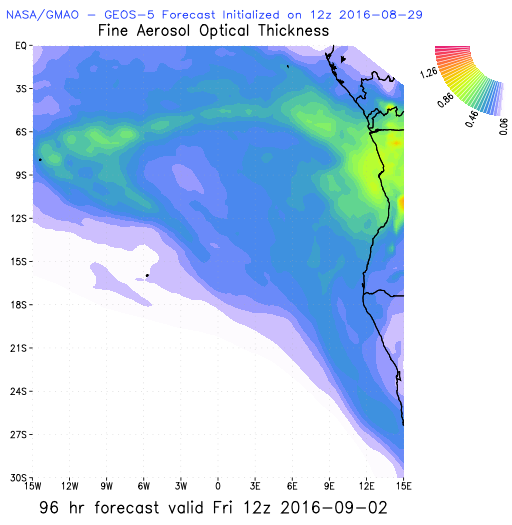 NASA/GMAO - GEOS-5 Forecast Initialized on 12z 2016-08-29
Fine Aerosol Optical Thickness
EQ
3S
6S
9S
12S
15S
18S
21S
24S
27S
30S
15W 12W 9W 6W 3W 0 3E 6E 9E 12E 15E
1.26
0.86
0.46
0.06
96 hr forecast valid Fri 12z 2016-09-02